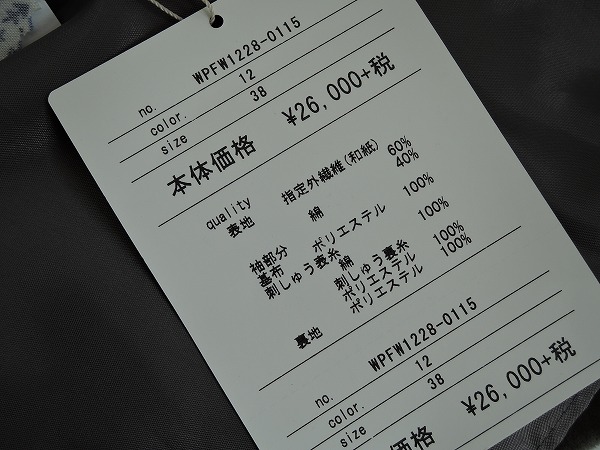 no. WPFW1228-0115
color. 12
size 38
本体価格 ¥26,000+税
quality
表地 指定外繊維(和紙) 60%
綿 40%
袖部分
基布 ポリエステル 100%
刺しゅう表糸 綿 100%
刺しゅう裏糸
ポリエステル 100%
裏地 ポリエステル 100%
no. WPFW1228-0115
color. 12
size 38
価格 ¥26,000+税